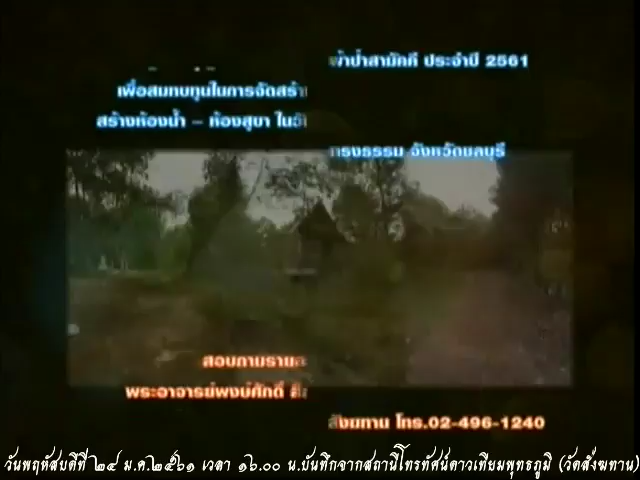 ผ้าป่าสามัคคี ประจำปี 2561
เพื่อสมทบทุนในการจัดสร้า
สร้างห้องน้ำ – ห้องสุขา ในวั
ทรงธรรม จังหวัดชลบุรี
สอบถามราย
พระอาจารย์พงษ์ศักดิ์
สังฆทาน โทร.02-496-1240
วันพฤหัสบดีที่ ๒๔ ม.ค.๒๕๖๑ เวลา ๑๖.๐๐ น.บันทึกจากสถานีโทรทัศน์ดาวเทียมพุทธภูมิ (วัดสังฆทาน)